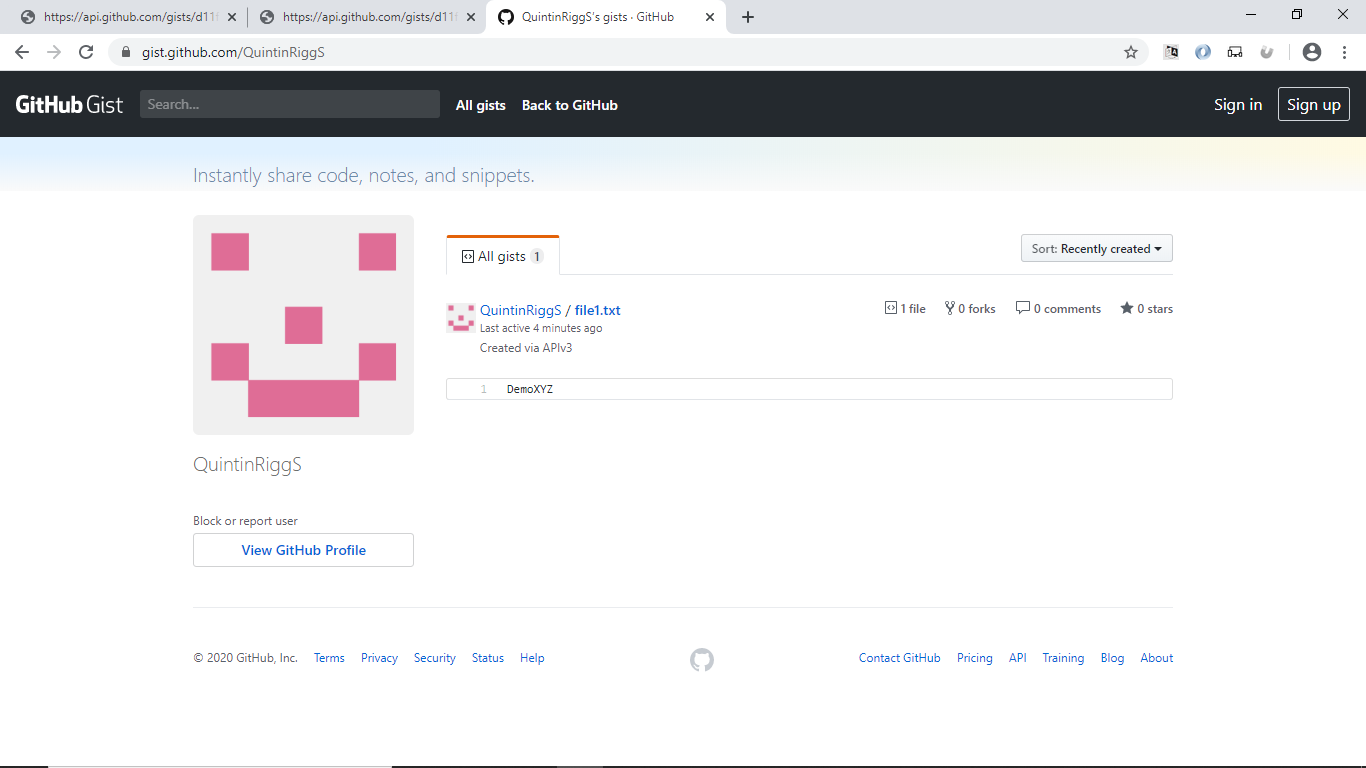 https://api.github.com/gists/d11f
https://api.github.com/gists/d11f
QuintinRiggS's gists · GitHub
gist.github.com/QuintinRiggS
GitHub Gist
Search...
All gists
Back to GitHub
Sign in
Sign up
Instantly share code, notes, and snippets.
All gists 1
Sort: Recently created
QuintinRiggS / file1.txt
1 file
0 forks
0 comments
0 stars
Last active 4 minutes ago
Created via APIv3
1 DemoXYZ
QuintinRiggS
Block or report user
View GitHub Profile
© 2020 GitHub, Inc. Terms Privacy Security Status Help
Contact GitHub Pricing API Training Blog About